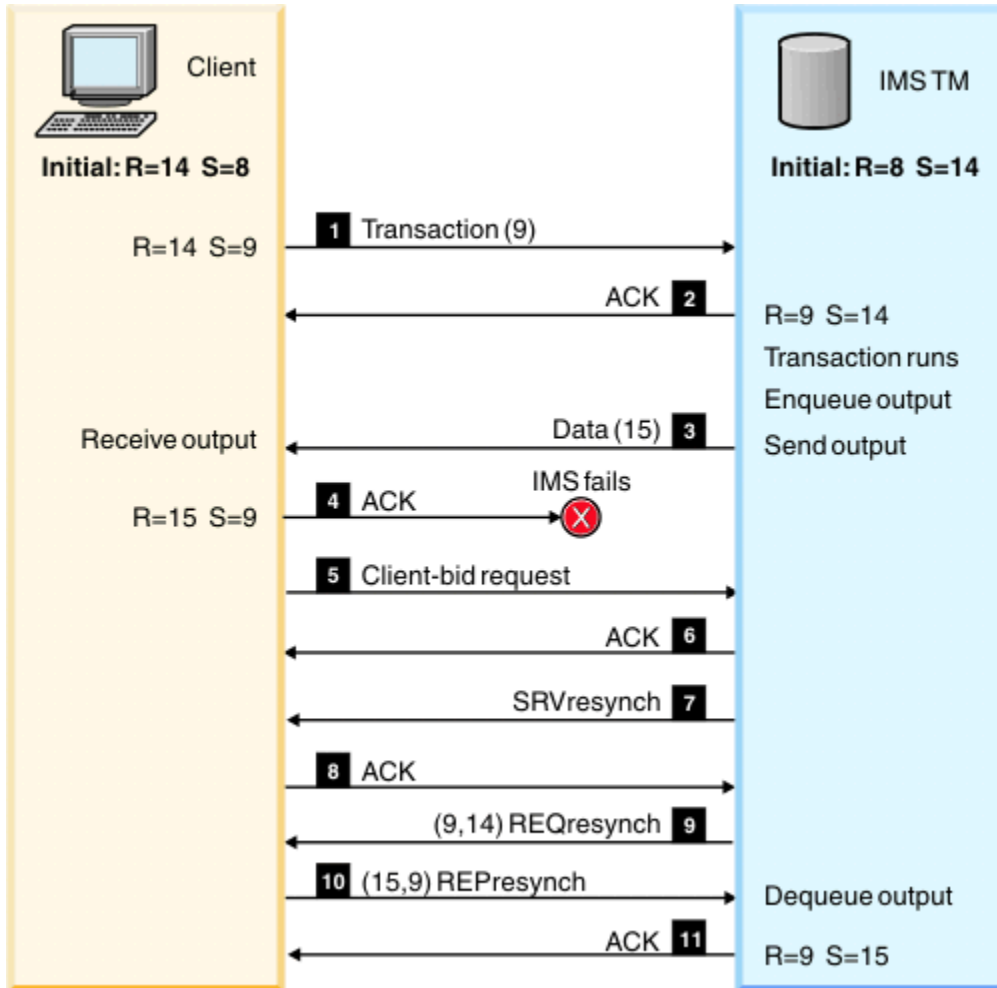 Client
IMS TM
Initial: R=14 S=8
Initial: R=8 S=14
R=14 S=9
1 Transaction (9)
ACK 2
R=9 S=14
Transaction runs
Enqueue output
Receive output
Data (15) 3
Send output
IMS fails
R=15 S=9
4 ACK
X
5 Client-bid request
ACK 6
SRVresynch 7
8 ACK
(9,14) REQresynch 9
10 (15,9) REPresynch
Dequeue output
ACK 11
R=9 S=15